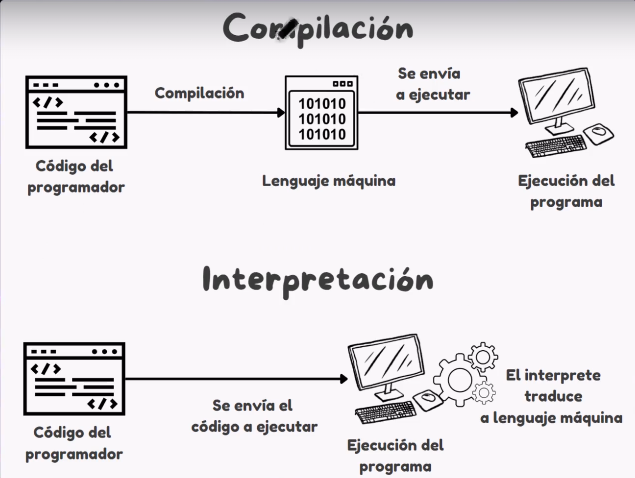 Compilación
</> 
</>
Compilación
101010
101010
101010
Se envía
a ejecutar
Código del
programador
Lenguaje máquina
Ejecución del
programa
Interpretación
</>
</>
Se envía el
código a ejecutar
El interprete
traduce
a lenguaje máquina
Código del
programador
Ejecución del
programa